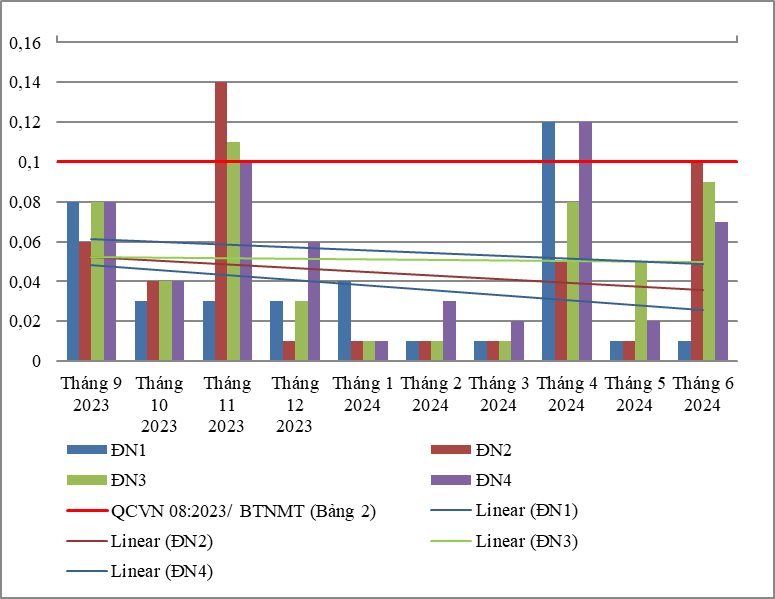 0,16
0,14
0,12
0,1
0,08
0,06
0,04
0,02
0
Tháng 9
2023
Tháng
10
2023
Tháng
11
2023
Tháng
12
2023
Tháng 1
2024
Tháng 2
2024
Tháng 3
2024
Tháng 4
2024
Tháng 5
2024
Tháng 6
2024
ĐN1
ĐN2
ĐN3
ĐN4
QCVN 08:2023/ BTNMT (Bảng 2)
Linear (ĐN1)
Linear (ĐN2)
Linear (ĐN3)
Linear (ĐN4)